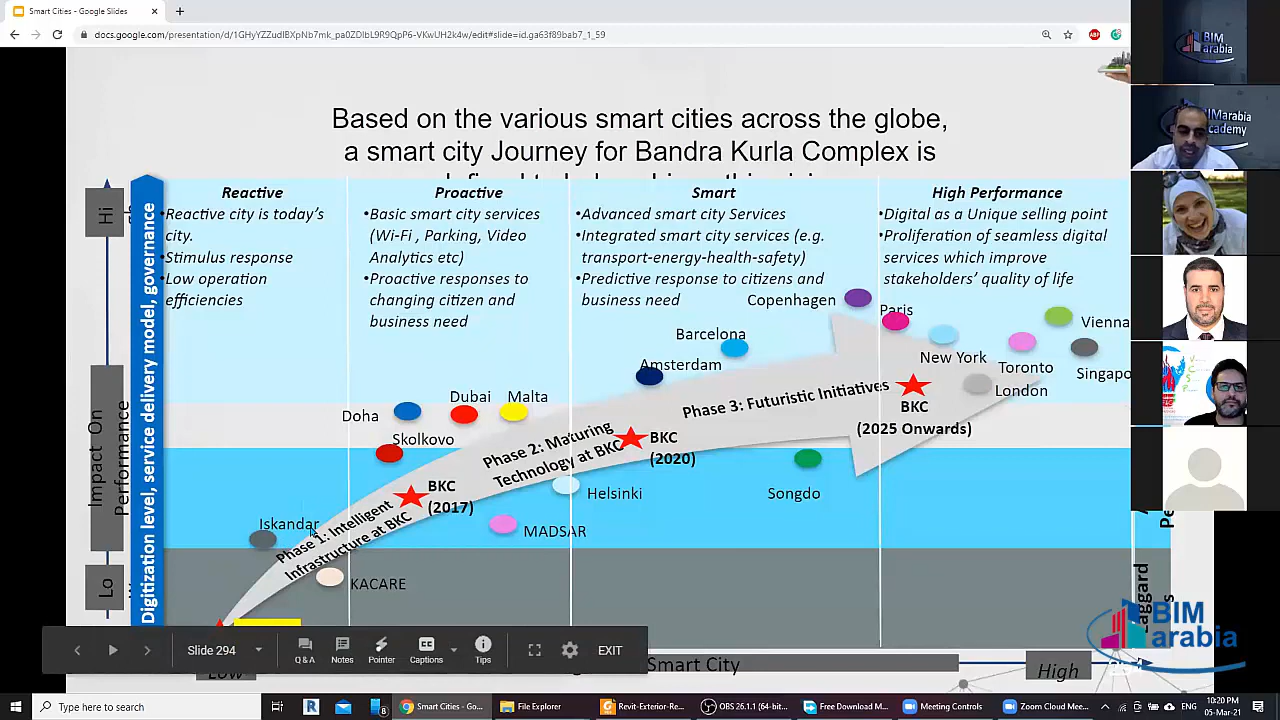 Smart Cities - Google Slides
docs.google.com/presentation/d/1GHyYZZudIBXpNb7mk_pa0ZDIbL9R9QpP6-VKwUH2k4w/edit#slide=id.ga63f89bab7_1_59
Based on the various smart cities across the globe,
a smart city Journey for Bandra Kurla Complex is
Reactive
•Reactive city is today's
city.
•Stimulus response
•Low operation
efficiencies
Proactive
•Basic smart city services
(Wi-Fi , Parking, Video
Analytics etc)
•Proactive responses to
changing citizen and
business need
Smart
•Advanced smart city Services
•Integrated smart city services (e.g.
transport-energy-health-safety)
•Predictive response to citizens and
business need
High Performance
•Digital as a Unique selling point
•Proliferation of seamless digital
services which improve
stakeholders' quality of life
Hi
Impact On
Performance
Lo
Digitization level, service delivery model, governance
Copenhagen
Paris
Vienna
Barcelona
New York
Amsterdam
Toronto
Singapo
London
Phase 3: Futuristic Initiatives
BKC
(2025 Onwards)
Doha
Dubai
Malta
Skolkovo
Phase 2: Maturing
Technology at BKC
BKC
(2020)
BKC
(2017)
Helsinki
Songdo
Iskandar
MADSAR
Phase 1: Intelligent
Infrastructure at BKC
KACARE
Laggard
Slide 294
Q & A
Notes
Pointer
Captions
Tips
EXIT
Low
Smart City
High
BIM
arabia
BIM
arabia
BIMarabia
Academy
Type here to search
Smart Cities - Goo...
File Explorer
Revit-Exterior-Re...
OBS 26.1.1 (64-bit...
Free Download M...
Meeting Controls
Zoom Cloud Meet...
10:20 PM
05-Mar-21